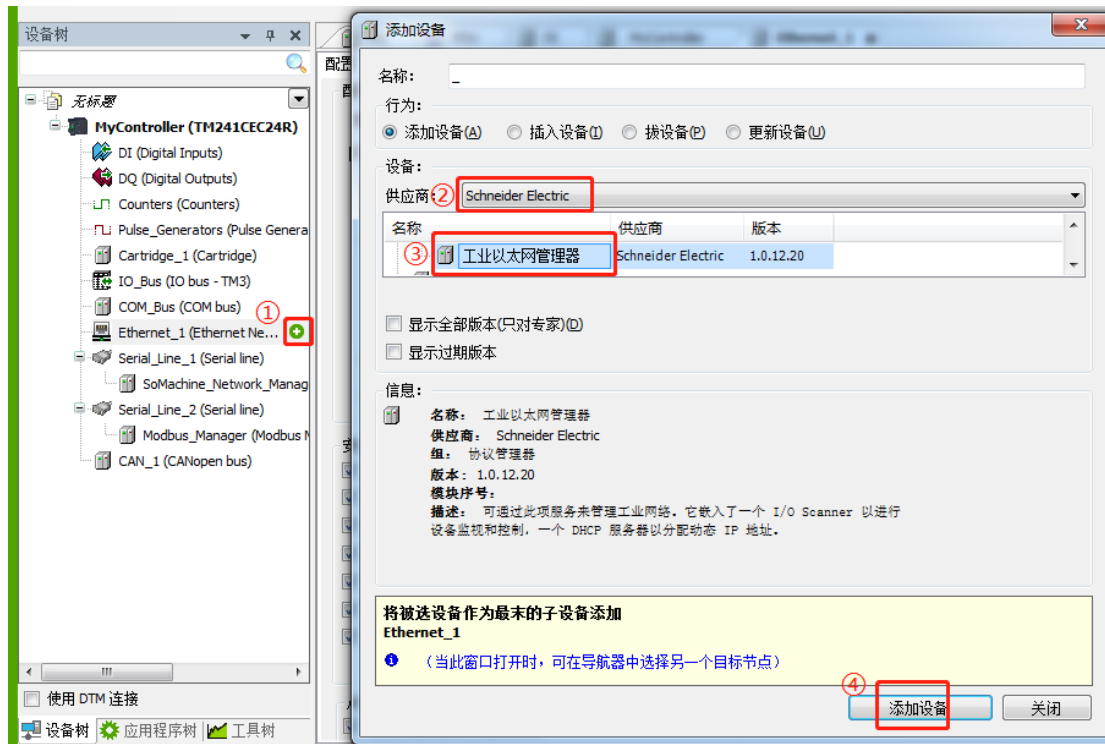 设备树
无标题
MyController (TM241CEC24R)
DI (Digital Inputs)
DQ (Digital Outputs)
Counters (Counters)
Pulse_Generators (Pulse Genera
Cartridge_1 (Cartridge)
IO_Bus (IO bus - TM3)
COM_Bus (COM bus)
①
Ethernet_1 (Ethernet Ne...
Serial_Line_1 (Serial line)
SoMachine_Network_Manag
Serial_Line_2 (Serial line)
Modbus_Manager (Modbus M
CAN_1 (CANopen bus)
使用 DTM 连接
设备树 应用程序树 工具树
添加设备
名称: _
行为:
添加设备(A) 插入设备(I) 拔设备(P) 更新设备(U)
设备:
供应商: ② Schneider Electric
名称 供应商 版本
③ 工业以太网管理器 Schneider Electric 1.0.12.20
显示全部版本(只对专家)(D)
显示过期版本
信息:
名称: 工业以太网管理器
供应商: Schneider Electric
组: 协议管理器
版本: 1.0.12.20
模块序号:
描述: 可通过此项服务来管理工业网络。它嵌入了一个 I/O Scanner 以进行
设备监视和控制，一个 DHCP 服务器以分配动态 IP 地址。
将被选设备作为最末的子设备添加
Ethernet_1
(当此窗口打开时，可在导航器中选择另一个目标节点)
④
添加设备 关闭